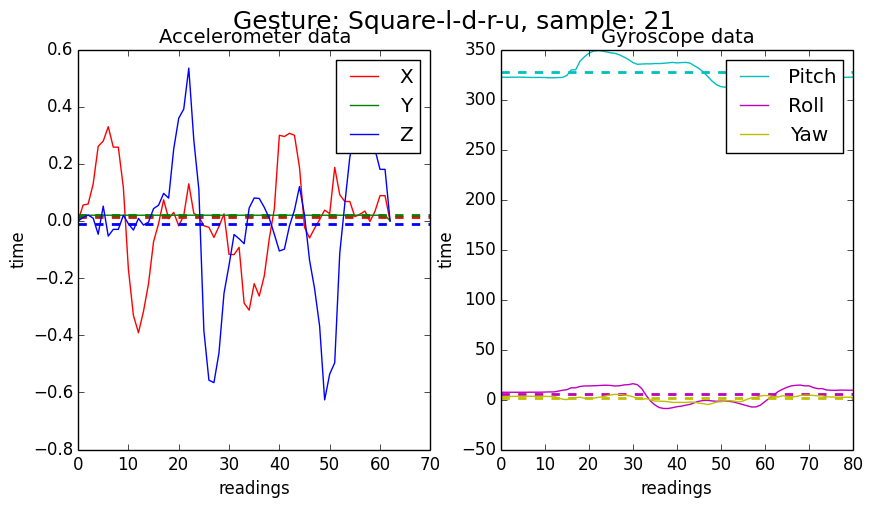 Gesture: Square-l-d-r-u, sample: 21
Accelerometer data
0.6
0.4
0.2
0.0
−0.2
−0.4
−0.6
−0.8
time
0 10 20 30 40 50 60 70
readings
X
Y
Z
Gyroscope data
350
300
250
200
150
100
50
0
−50
time
0 10 20 30 40 50 60 70 80
readings
Pitch
Roll
Yaw